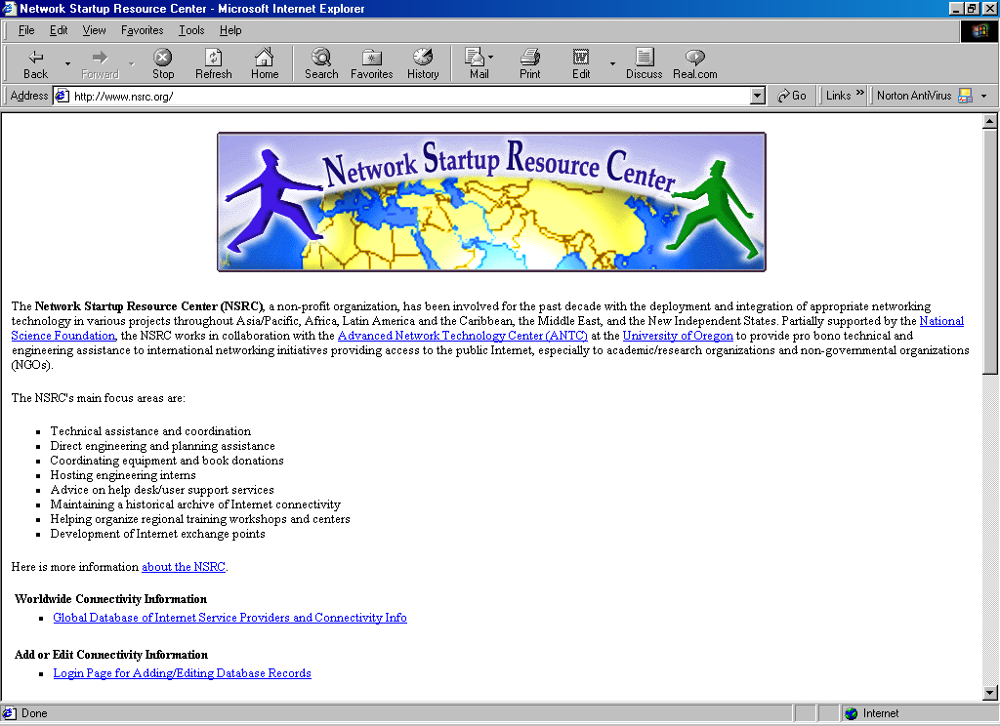 Network Startup Resource Center - Microsoft Internet Explorer
File Edit View Favorites Tools Help
Back Forward Stop Refresh Home Search Favorites History Mail Print Edit Discuss Real.com
Address http://www.nsrc.org/ Go Links » Norton AntiVirus
Network Startup Resource Center
The Network Startup Resource Center (NSRC), a non-profit organization, has been involved for the past decade with the deployment and integration of appropriate networking
technology in various projects throughout Asia/Pacific, Africa, Latin America and the Caribbean, the Middle East, and the New Independent States. Partially supported by the National
Science Foundation, the NSRC works in collaboration with the Advanced Network Technology Center (ANTC) at the University of Oregon to provide pro bono technical and
engineering assistance to international networking initiatives providing access to the public Internet, especially to academic/research organizations and non-governmental organizations
(NGOs).
The NSRC's main focus areas are:
Technical assistance and coordination
Direct engineering and planning assistance
Coordinating equipment and book donations
Hosting engineering interns
Advice on help desk/user support services
Maintaining a historical archive of Internet connectivity
Helping organize regional training workshops and centers
Development of Internet exchange points
Here is more information about the NSRC.
Worldwide Connectivity Information
Global Database of Internet Service Providers and Connectivity Info
Add or Edit Connectivity Information
Login Page for Adding/Editing Database Records
Done Internet